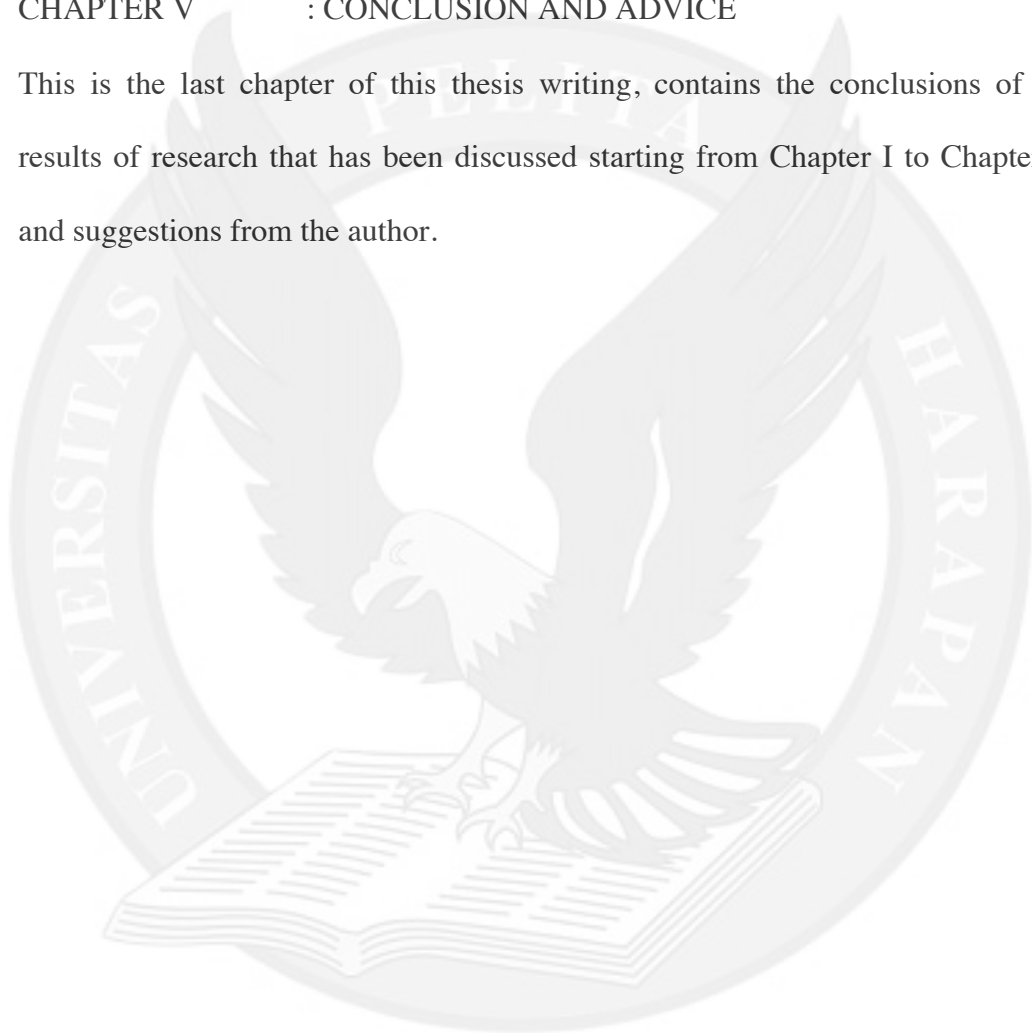 CHAPTER V : CONCLUSION AND ADVICE
This is the last chapter of this thesis writing, contains the conclusions of
results of research that has been discussed starting from Chapter I to Chapte
and suggestions from the author.
UNIVERSITAS PELITA HARAPAN